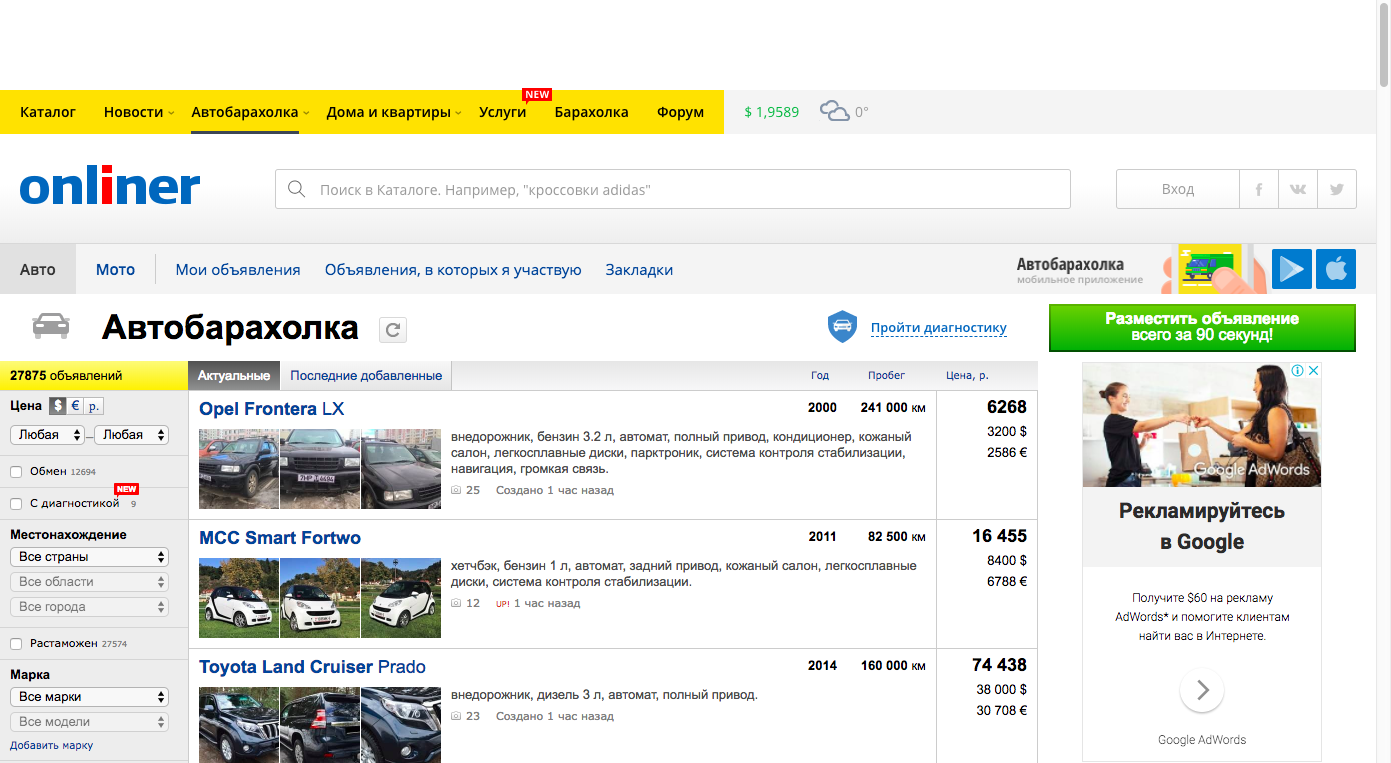 Каталог Новости Автобарахолка Дома и квартиры Услуги NEW Барахолка Форум $ 1,9589 0°
onliner Поиск в Каталоге. Например, "кроссовки adidas" Вход
Авто Мото Мои объявления Объявления, в которых я участвую Закладки
Автобарахолка
мобильное приложение
Автобарахолка
Пройти диагностику
Разместить объявление
всего за 90 секунд!
27875 объявлений
Цена $ € р.
Любая – Любая
Обмен 12694
NEW
С диагностикой 9
Местонахождение
Все страны
Все области
Все города
Растаможен 27574
Марка
Все марки
Все модели
Добавить марку
Актуальные Последние добавленные Год Пробег Цена, р.
Opel Frontera LX 2000 241 000 км 6268
3200 $
2586 €
внедорожник, бензин 3.2 л, автомат, полный привод, кондиционер, кожаный
салон, легкосплавные диски, парктроник, система контроля стабилизации,
навигация, громкая связь.
25 Создано 1 час назад
MCC Smart Fortwo 2011 82 500 км 16 455
8400 $
6788 €
хетчбэк, бензин 1 л, автомат, задний привод, кожаный салон, легкосплавные
диски, система контроля стабилизации.
12 UP! 1 час назад
Toyota Land Cruiser Prado 2014 160 000 км 74 438
38 000 $
30 708 €
внедорожник, дизель 3 л, автомат, полный привод.
23 Создано 1 час назад
Google AdWords
Рекламируйтесь
в Google
Получите $60 на рекламу
AdWords* и помогите клиентам
найти вас в Интернете.
Google AdWords